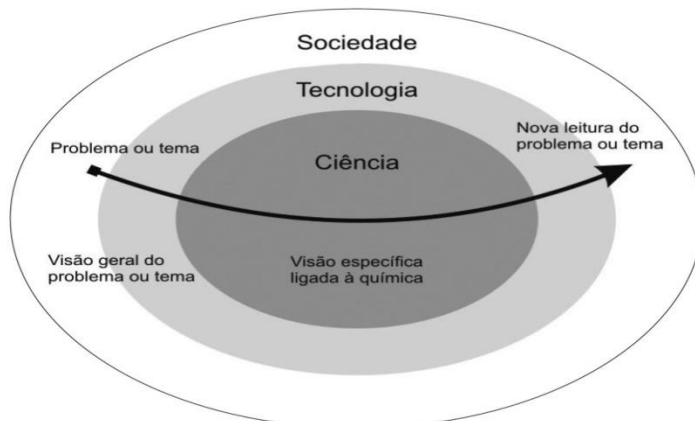 Sociedade
Tecnologia
Problema ou tema
Ciência
Nova leitura do
problema ou tema
Visão geral do
problema ou tema
Visão específica
ligada à química